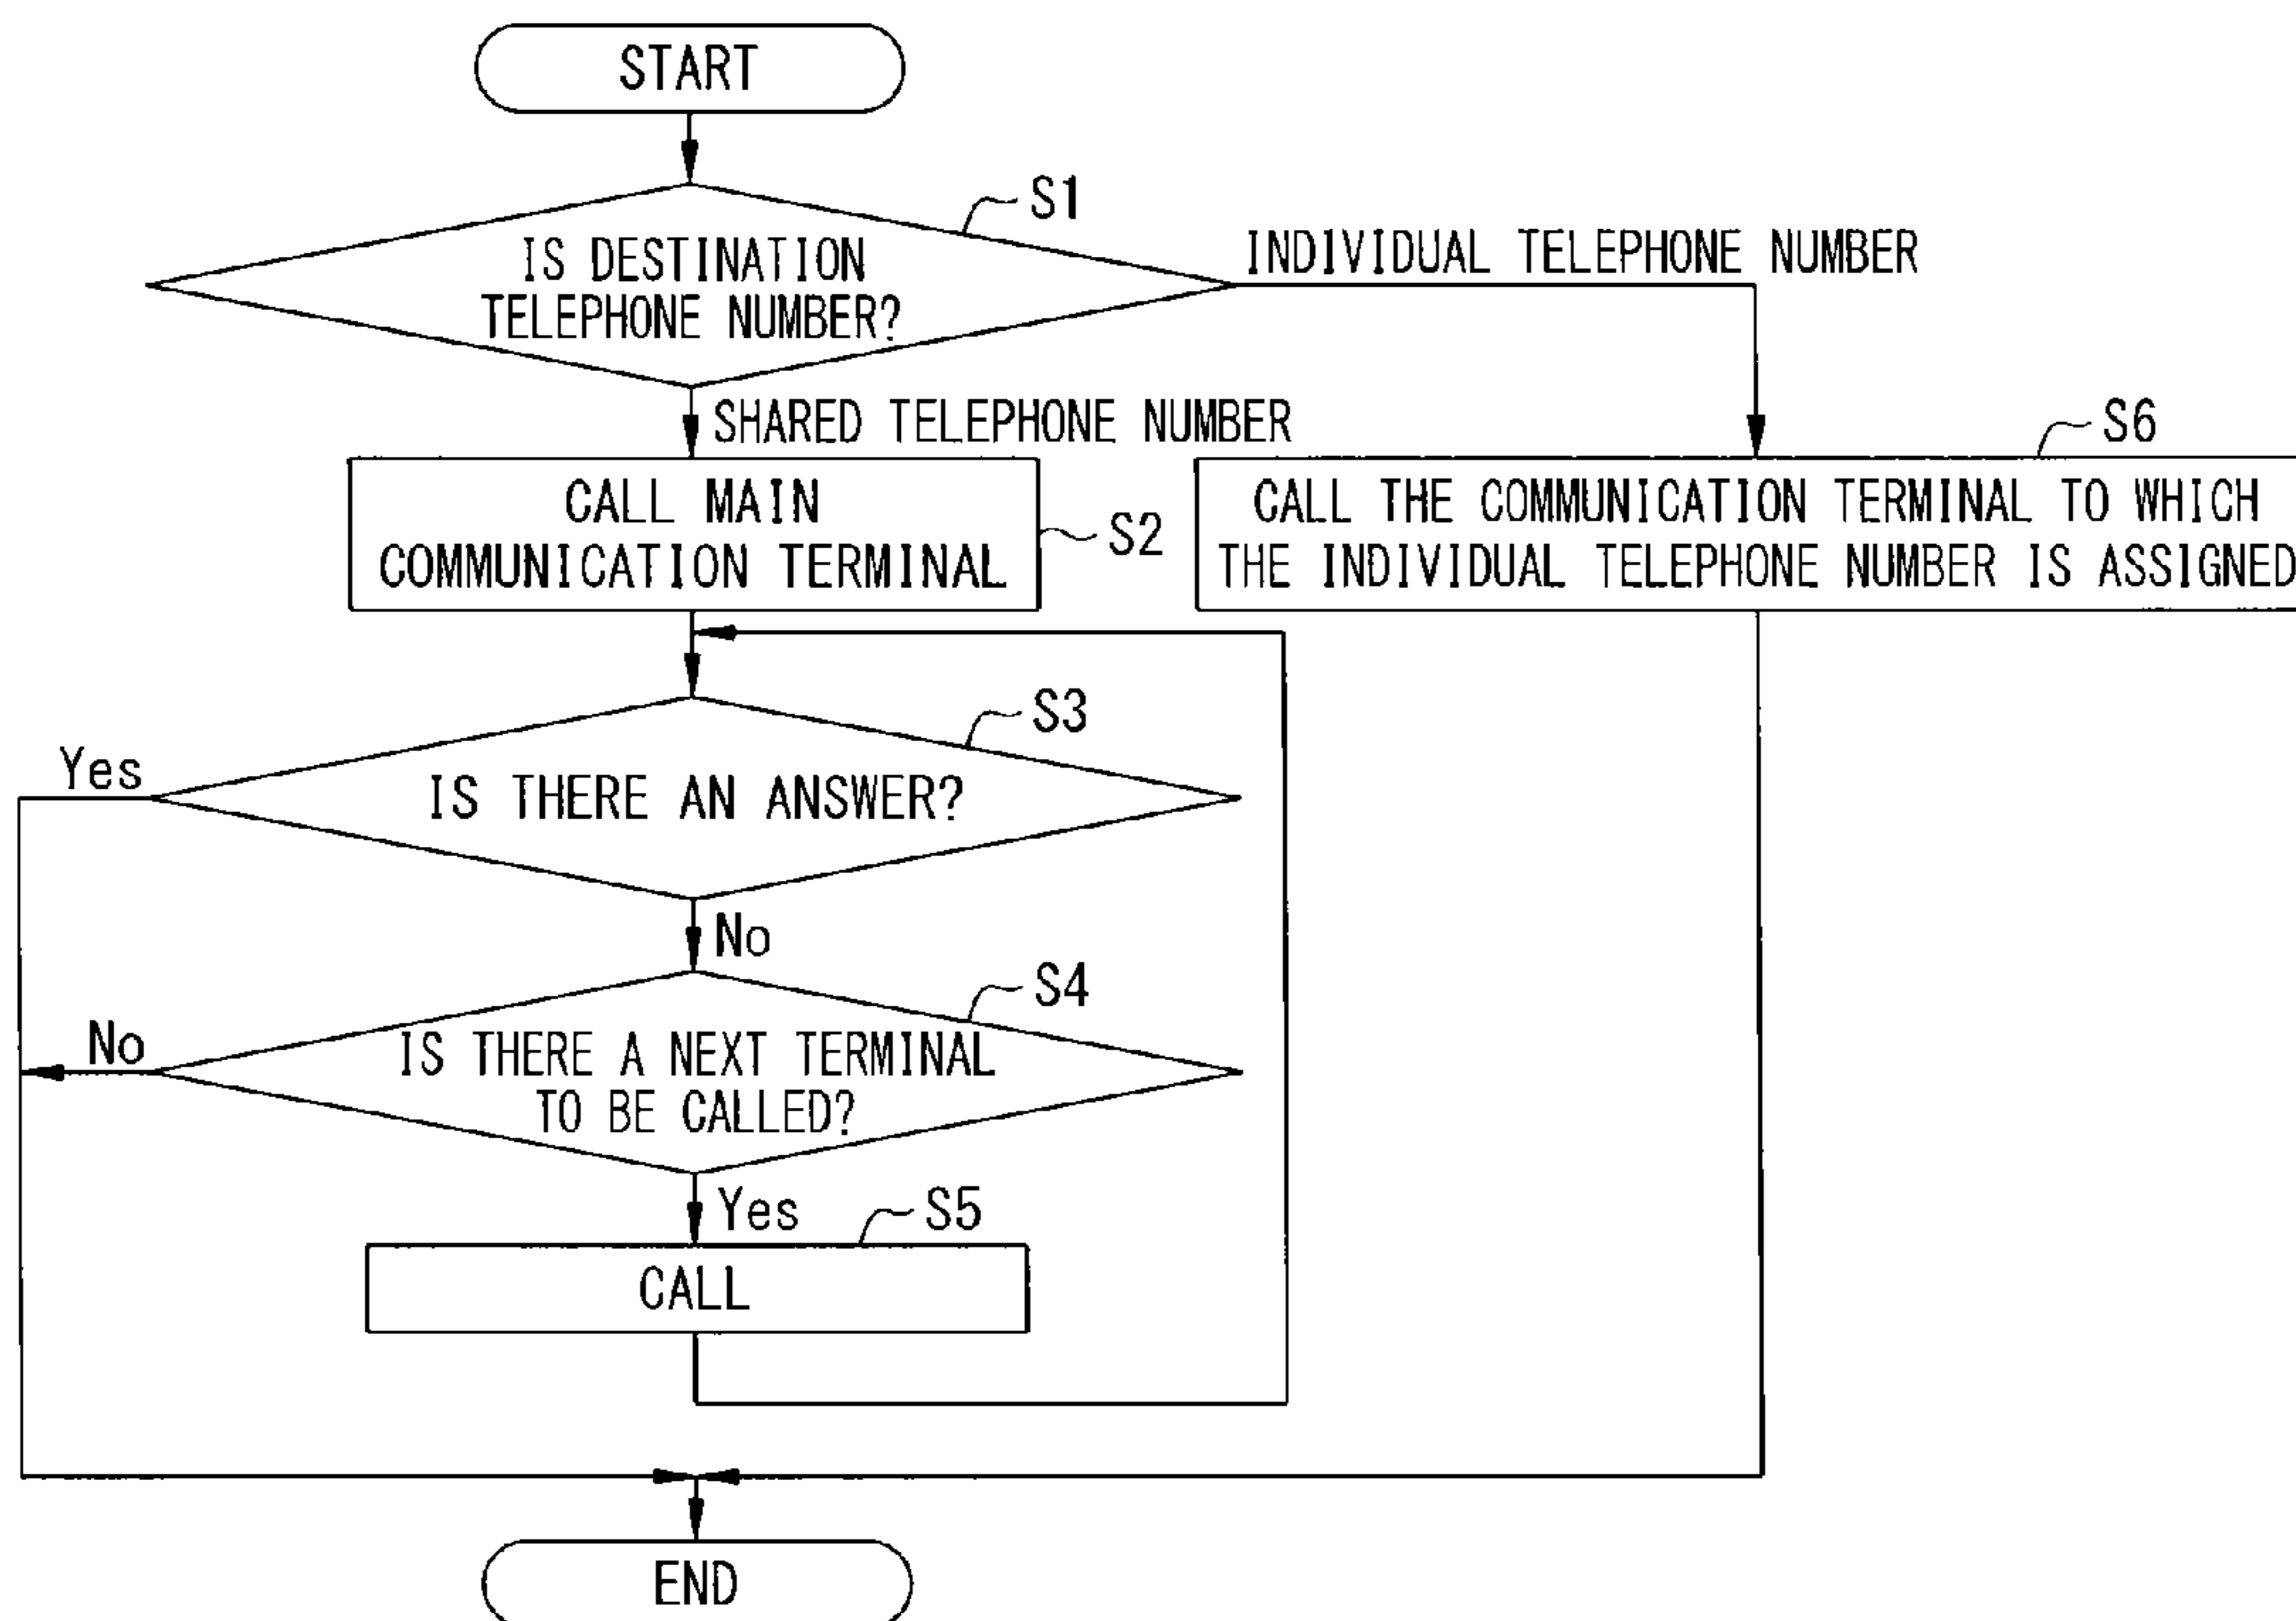 START
S1
IS DESTINATION
TELEPHONE NUMBER?
INDIVIDUAL TELEPHONE NUMBER
SHARED TELEPHONE NUMBER
CALL MAIN
COMMUNICATION TERMINAL
S2
S6
CALL THE COMMUNICATION TERMINAL TO WHICH
THE INDIVIDUAL TELEPHONE NUMBER IS ASSIGNED
S3
Yes
IS THERE AN ANSWER?
No
S4
No
IS THERE A NEXT TERMINAL
TO BE CALLED?
Yes
S5
CALL
END